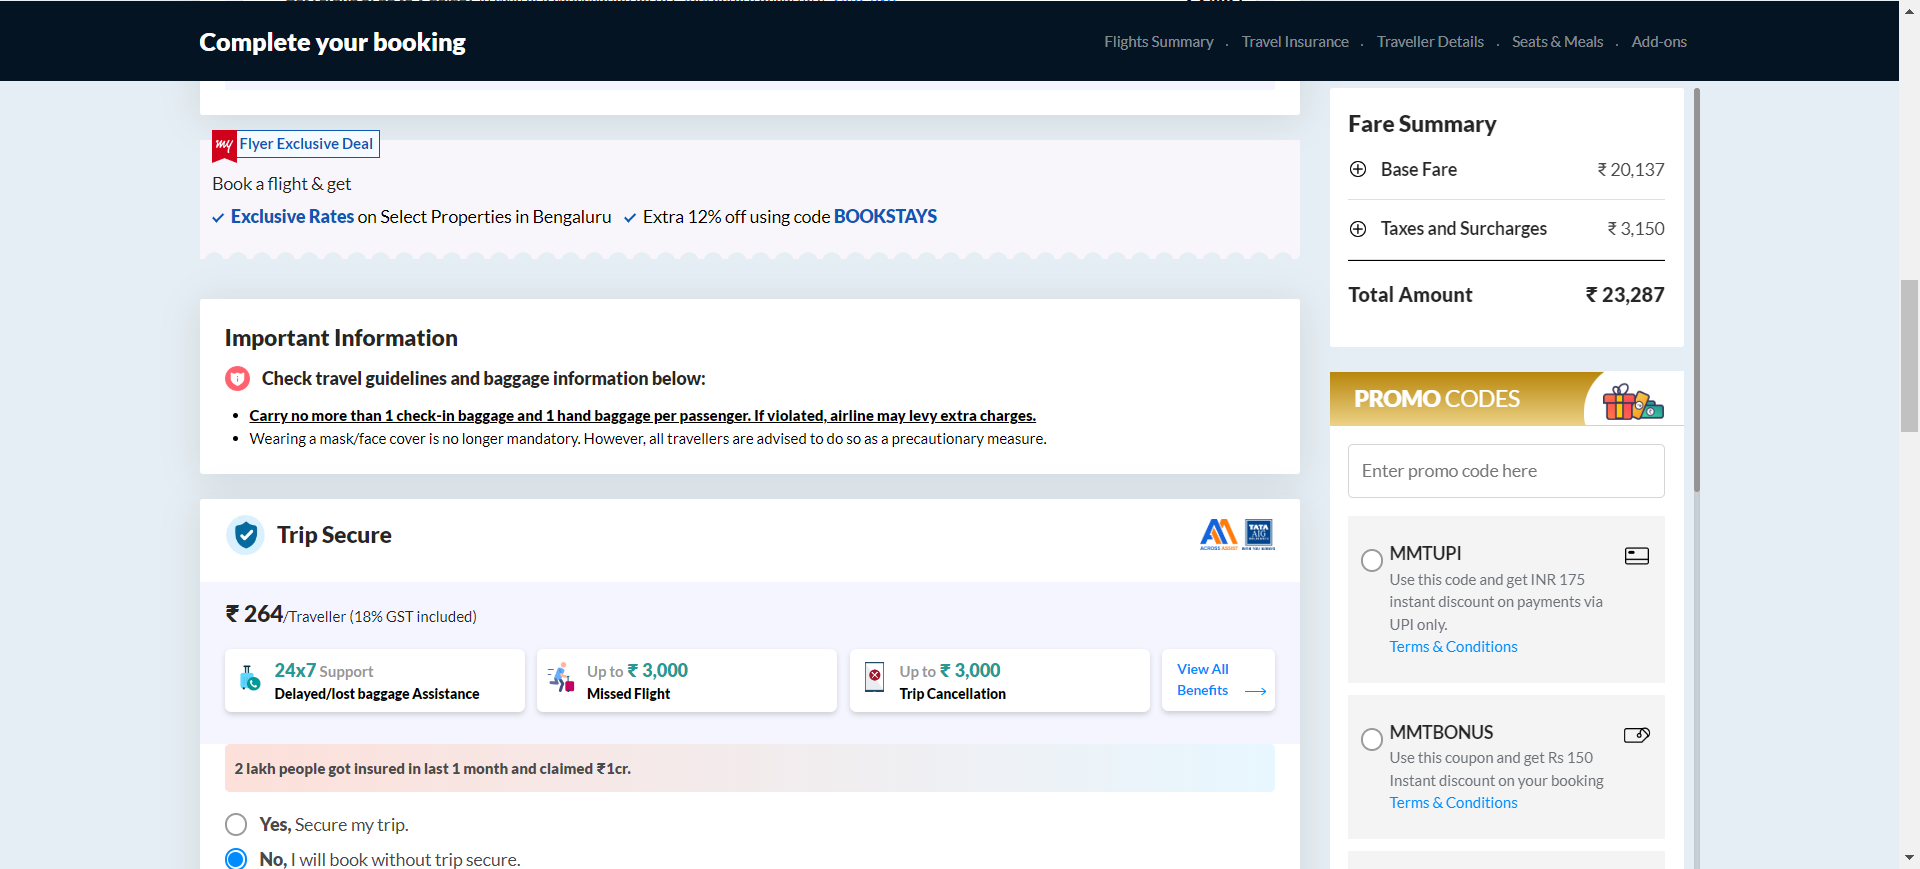 Complete your booking
Flights Summary . Travel Insurance . Traveller Details . Seats & Meals . Add-ons
my Flyer Exclusive Deal
Book a flight & get
Exclusive Rates on Select Properties in Bengaluru Extra 12% off using code BOOKSTAYS
Important Information
Check travel guidelines and baggage information below:
• Carry no more than 1 check-in baggage and 1 hand baggage per passenger. If violated, airline may levy extra charges.
• Wearing a mask/face cover is no longer mandatory. However, all travellers are advised to do so as a precautionary measure.
Trip Secure
ACROSS ASSIST
TATA
AIG
WITH YOU ALWAYS
₹ 264/Traveller (18% GST included)
24x7 Support
Delayed/lost baggage Assistance
Up to ₹ 3,000
Missed Flight
Up to ₹ 3,000
Trip Cancellation
View All
Benefits
2 lakh people got insured in last 1 month and claimed ₹1cr.
Yes, Secure my trip.
No, I will book without trip secure.
Fare Summary
Base Fare ₹ 20,137
Taxes and Surcharges ₹ 3,150
Total Amount ₹ 23,287
PROMO CODES
Enter promo code here
MMTUPI
Use this code and get INR 175
instant discount on payments via
UPI only.
Terms & Conditions
MMTBONUS
Use this coupon and get Rs 150
Instant discount on your booking
Terms & Conditions